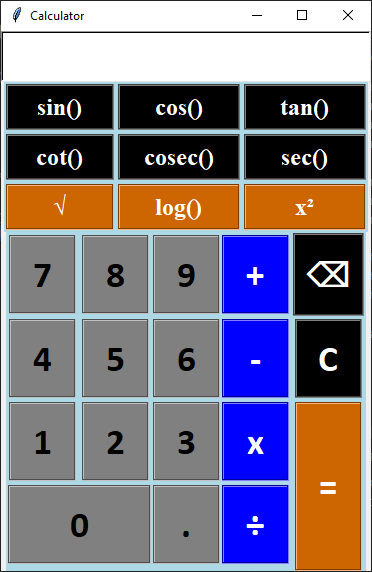 Calculator
sin() cos() tan()
cot() cosec() sec()
√ log() x²
7 8 9 + ⌫
4 5 6 - C
1 2 3 x
=
0 . ÷